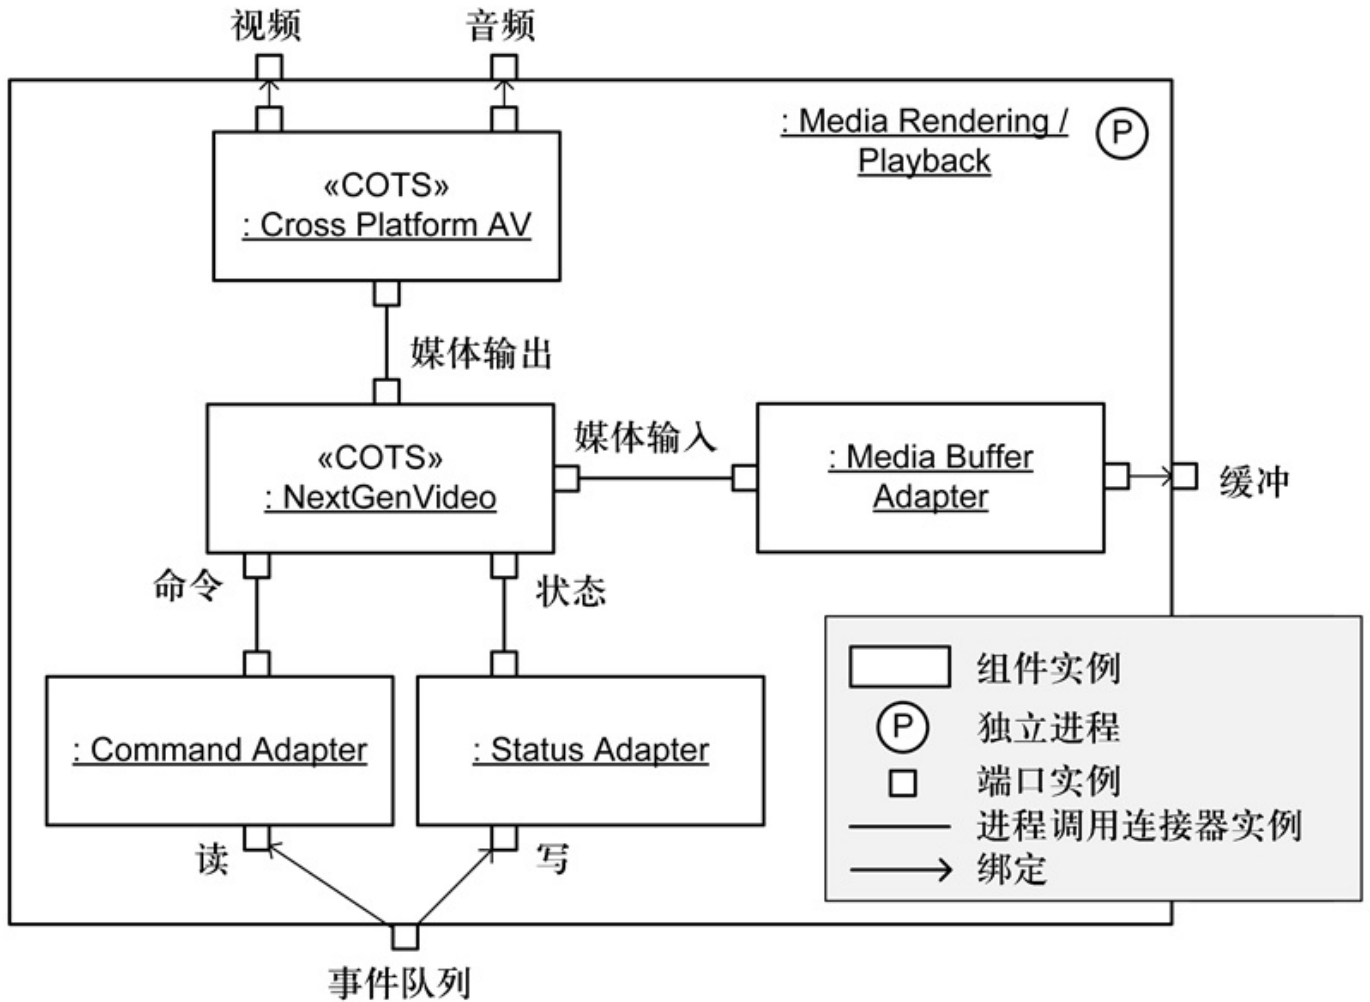 视频
音频
: Media Rendering /
Playback
P
«COTS»
: Cross Platform AV
媒体输出
«COTS»
: NextGenVideo
媒体输入
: Media Buffer
Adapter
缓冲
命令
状态
: Command Adapter
: Status Adapter
读
写
事件队列
组件实例
P
独立进程
端口实例
进程调用连接器实例
绑定